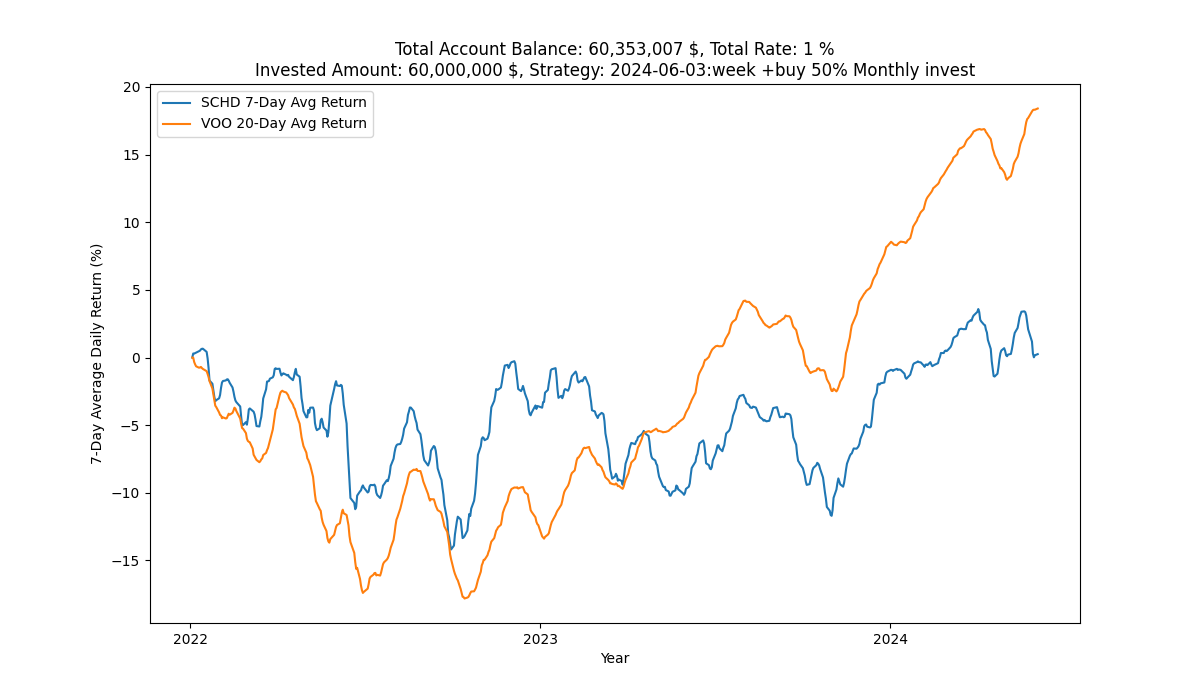 Total Account Balance: 60,353,007 $, Total Rate: 1 %
Invested Amount: 60,000,000 $, Strategy: 2024-06-03:week +buy 50% Monthly invest
SCHD 7-Day Avg Return
VOO 20-Day Avg Return
7-Day Average Daily Return (%)
20
15
10
5
0
−5
−10
−15
2022
2023
2024
Year